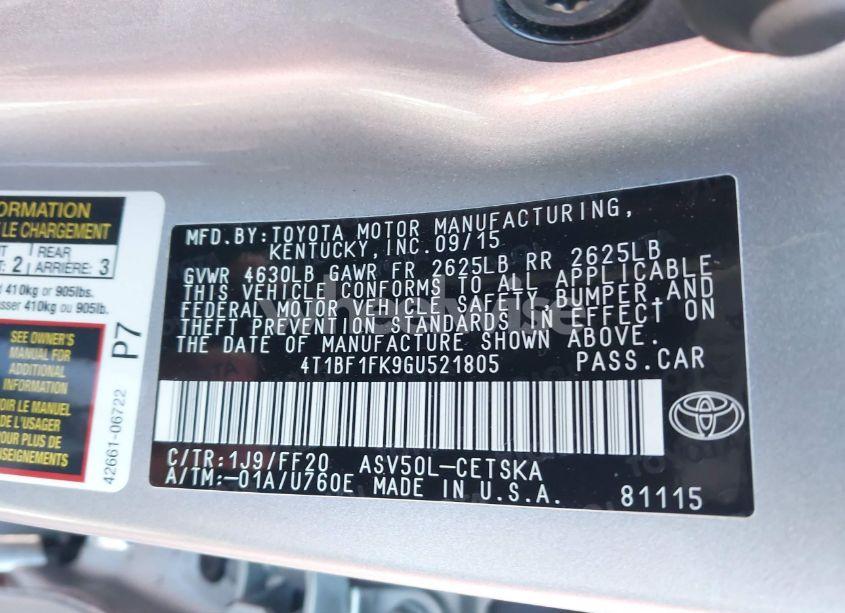 ORMATION
LE CHARGEMENT
2 REAR
ARRIÈRE: 3
410kg or 905lbs.
sser 410kg ou 905lb.
SEE OWNER'S
MANUAL FOR
ADDITIONAL
INFORMATION
OIR LE MANUEL
DE L'USAGER
POUR PLUS DE
NSEIGNEMENTS
P7
42661-06722
MFD.BY:TOYOTA MOTOR MANUFACTURING,
KENTUCKY,INC.09/15
GVWR 4630LB GAWR FR 2625LB RR 2625LB
THIS VEHICLE CONFORMS TO ALL APPLICABLE
FEDERAL MOTOR VEHICLE SAFETY,BUMPER,AND
THEFT PREVENTION STANDARDS IN EFFECT ON
THE DATE OF MANUFACTURE SHOWN ABOVE.
4T1BF1FK9GU521805 PASS.CAR
C/TR:1J9/FF20 ASV50L-CETSKA
A/TM:-01A/U760E MADE IN U.S.A. 81115